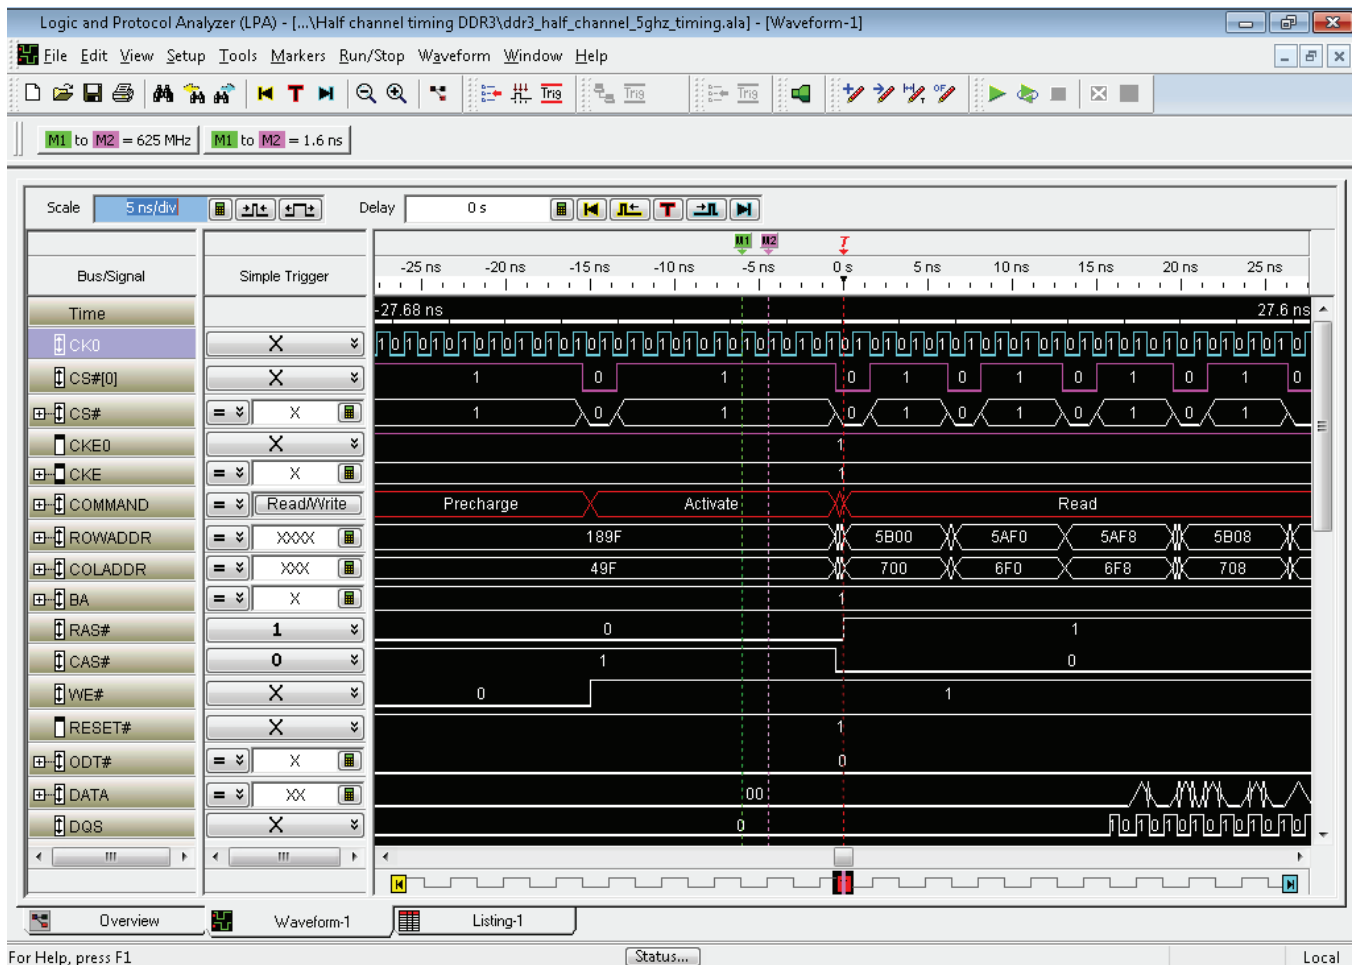 Logic and Protocol Analyzer (LPA) - [...\Half channel timing DDR3\ddr3_half_channel_5ghz_timing.ala] - [Waveform-1]
File Edit View Setup Tools Markers Run/Stop Waveform Window Help
T Trig Trig Trig
M1 to M2 = 625 MHz M1 to M2 = 1.6 ns
Scale 5 ns/div Delay 0 s T
M1 M2 T
Bus/Signal Simple Trigger -25 ns -20 ns -15 ns -10 ns -5 ns 0 s 5 ns 10 ns 15 ns 20 ns 25 ns
Time -27.68 ns 27.6 ns
CK0 X 1 0 1 0 1 0 1 0 1 0 1 0 1 0 1 0 1 0 1 0 1 0 1 0 1 0 1 0 1 0 1 0 1 0 1 0 1 0 1 0 1 0 1 0 1 0 1 0 1 0 1 0 1 0 1 0 1 0 1 0 1 0 1 0 1 0
CS#[0] X 1 0 1 0 1 0 1 0 1 0 1 0
CS# = X 1 0 1 0 1 0 1 0 1 0 1
CKE0 X 1
CKE = X 1
COMMAND = Read/Write Precharge Activate Read
ROWADDR = XXXX 189F 5B00 5AF0 5AF8 5B08
COLADDR = XXX 49F 700 6F0 6F8 708
BA = X 1
RAS# 1 0 1
CAS# 0 1 0
WE# X 0 1
RESET# X 1
ODT# = X 0
DATA = XX 00
DQS X 0 1 0 1 0 1 0 1 0 1 0 1 0 1 0
Overview Waveform-1 Listing-1
For Help, press F1 Status... Local